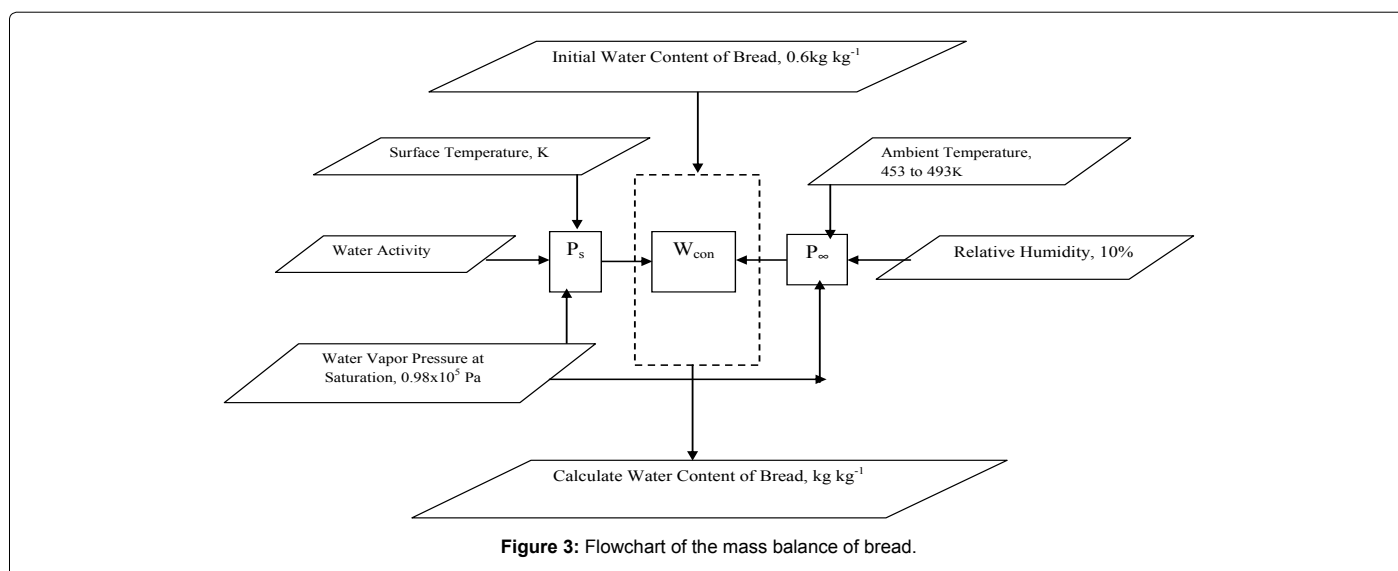 Initial Water Content of Bread, 0.6kg kg⁻¹
Surface Temperature, K
Ambient Temperature,
453 to 493K
Water Activity
Pₛ
W_con
P_∞
Relative Humidity, 10%
Water Vapor Pressure at
Saturation, 0.98x10⁵ Pa
Calculate Water Content of Bread, kg kg⁻¹
Figure 3: Flowchart of the mass balance of bread.